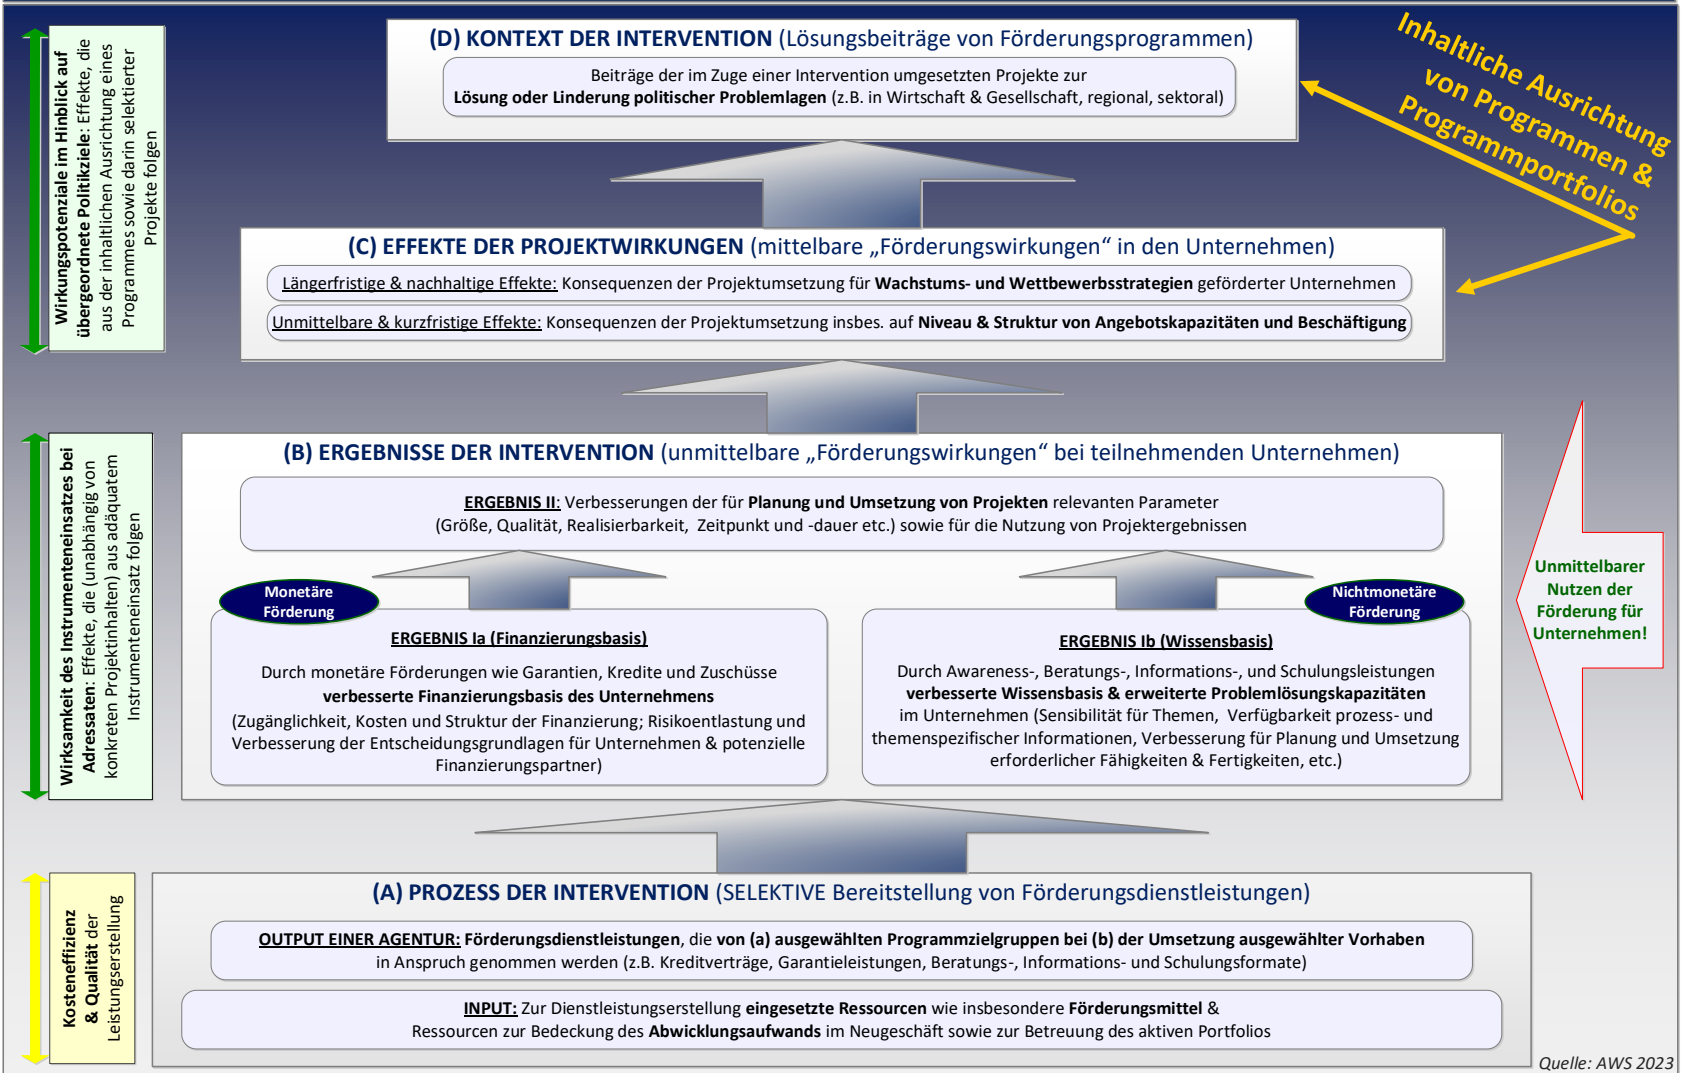 (D) KONTEXT DER INTERVENTION (Lösungsbeiträge von Förderungsprogrammen)
Beiträge der im Zuge einer Intervention umgesetzten Projekte zur
Lösung oder Linderung politischer Problemlagen (z.B. in Wirtschaft & Gesellschaft, regional, sektoral)
Inhaltliche Ausrichtung
von Programmen &
Programmportfolios
Wirkungspotenziale im Hinblick auf
übergeordnete Politikziele: Effekte, die
aus der inhaltlichen Ausrichtung eines
Programmes sowie darin selektierter
Projekte folgen
(C) EFFEKTE DER PROJEKTWIRKUNGEN (mittelbare „Förderungswirkungen“ in den Unternehmen)
Längerfristige & nachhaltige Effekte: Konsequenzen der Projektumsetzung für Wachstums- und Wettbewerbsstrategien geförderter Unternehmen
Unmittelbare & kurzfristige Effekte: Konsequenzen der Projektumsetzung insbes. auf Niveau & Struktur von Angebotskapazitäten und Beschäftigung
Wirksamkeit des Instrumenteneinsatzes bei
Adressaten: Effekte, die (unabhängig von
konkreten Projektinhalten) aus adäquatem
Instrumenteneinsatz folgen
(B) ERGEBNISSE DER INTERVENTION (unmittelbare „Förderungswirkungen“ bei teilnehmenden Unternehmen)
ERGEBNIS II: Verbesserungen der für Planung und Umsetzung von Projekten relevanten Parameter
(Größe, Qualität, Realisierbarkeit, Zeitpunkt und -dauer etc.) sowie für die Nutzung von Projektergebnissen
Monetäre
Förderung
ERGEBNIS Ia (Finanzierungsbasis)
Durch monetäre Förderungen wie Garantien, Kredite und Zuschüsse
verbesserte Finanzierungsbasis des Unternehmens
(Zugänglichkeit, Kosten und Struktur der Finanzierung; Risikoentlastung und
Verbesserung der Entscheidungsgrundlagen für Unternehmen & potenzielle
Finanzierungspartner)
Nichtmonetäre
Förderung
ERGEBNIS Ib (Wissensbasis)
Durch Awareness-, Beratungs-, Informations-, und Schulungsleistungen
verbesserte Wissensbasis & erweiterte Problemlösungskapazitäten
im Unternehmen (Sensibilität für Themen, Verfügbarkeit prozess- und
themenspezifischer Informationen, Verbesserung für Planung und Umsetzung
erforderlicher Fähigkeiten & Fertigkeiten, etc.)
Unmittelbarer
Nutzen der
Förderung für
Unternehmen!
Kosteneffizienz
& Qualität der
Leistungserstellung
(A) PROZESS DER INTERVENTION (SELEKTIVE Bereitstellung von Förderungsdienstleistungen)
OUTPUT EINER AGENTUR: Förderungsdienstleistungen, die von (a) ausgewählten Programmzielgruppen bei (b) der Umsetzung ausgewählter Vorhaben
in Anspruch genommen werden (z.B. Kreditverträge, Garantieleistungen, Beratungs-, Informations- und Schulungsformate)
INPUT: Zur Dienstleistungserstellung eingesetzte Ressourcen wie insbesondere Förderungsmittel &
Ressourcen zur Bedeckung des Abwicklungsaufwands im Neugeschäft sowie zur Betreuung des aktiven Portfolios
Quelle: AWS 2023